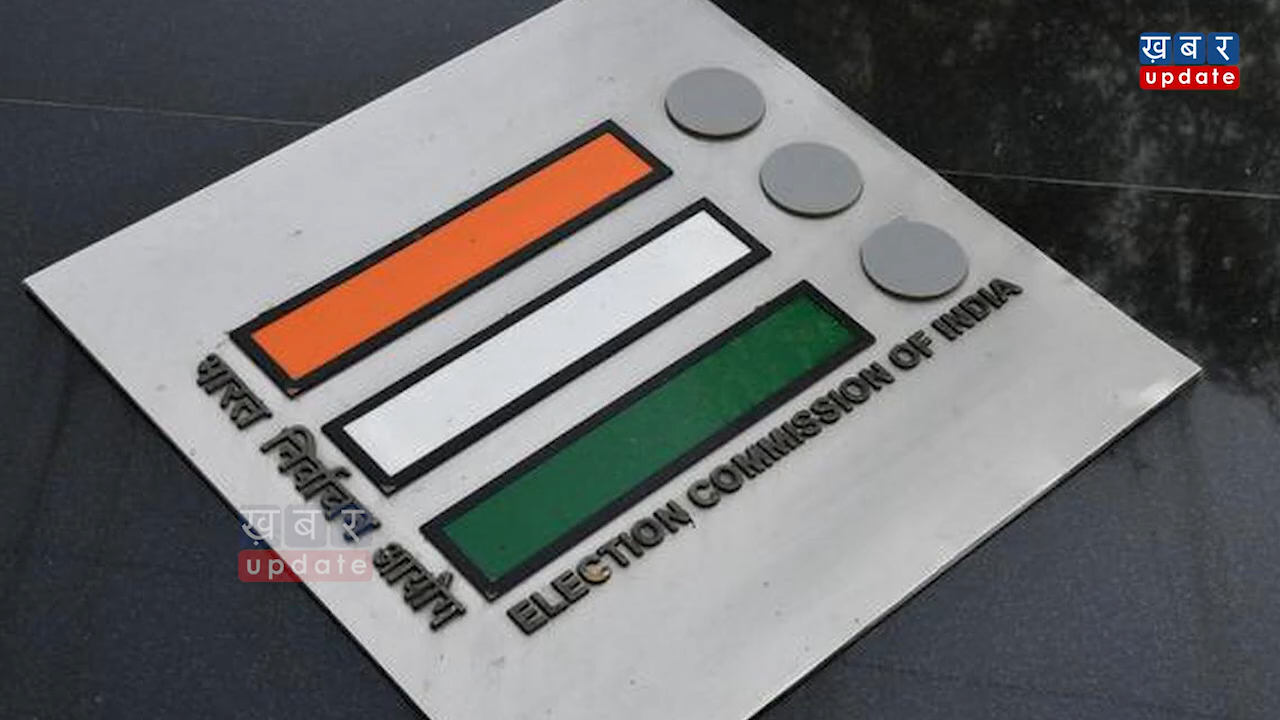 ख़बर
update
भारत निर्वाचन आयोग
ELECTION COMMISSION OF INDIA
ख़बर
update